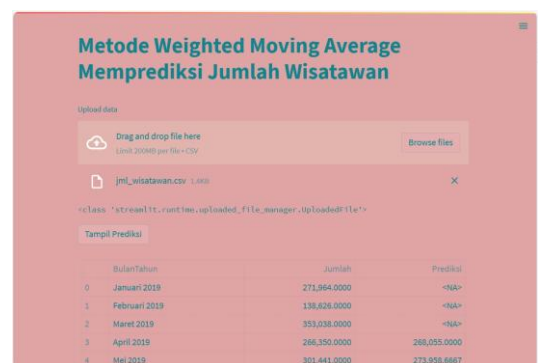 Metode Weighted Moving Average
Memprediksi Jumlah Wisatawan
Upload data
Drag and drop file here
Limit 200MB per file • CSV
Browse files
jml_wisatawan.csv 1.4KB
<class 'streamlit.runtime.uploaded_file_manager.UploadedFile'>
Tampil Prediksi
BulanTahun Jumlah Prediksi
0 Januari 2019 271,964.0000 <NA>
1 Februari 2019 138,626.0000 <NA>
2 Maret 2019 353,038.0000 <NA>
3 April 2019 266,350.0000 268,055.0000
4 Mei 2019 301,441.0000 273,958.6667